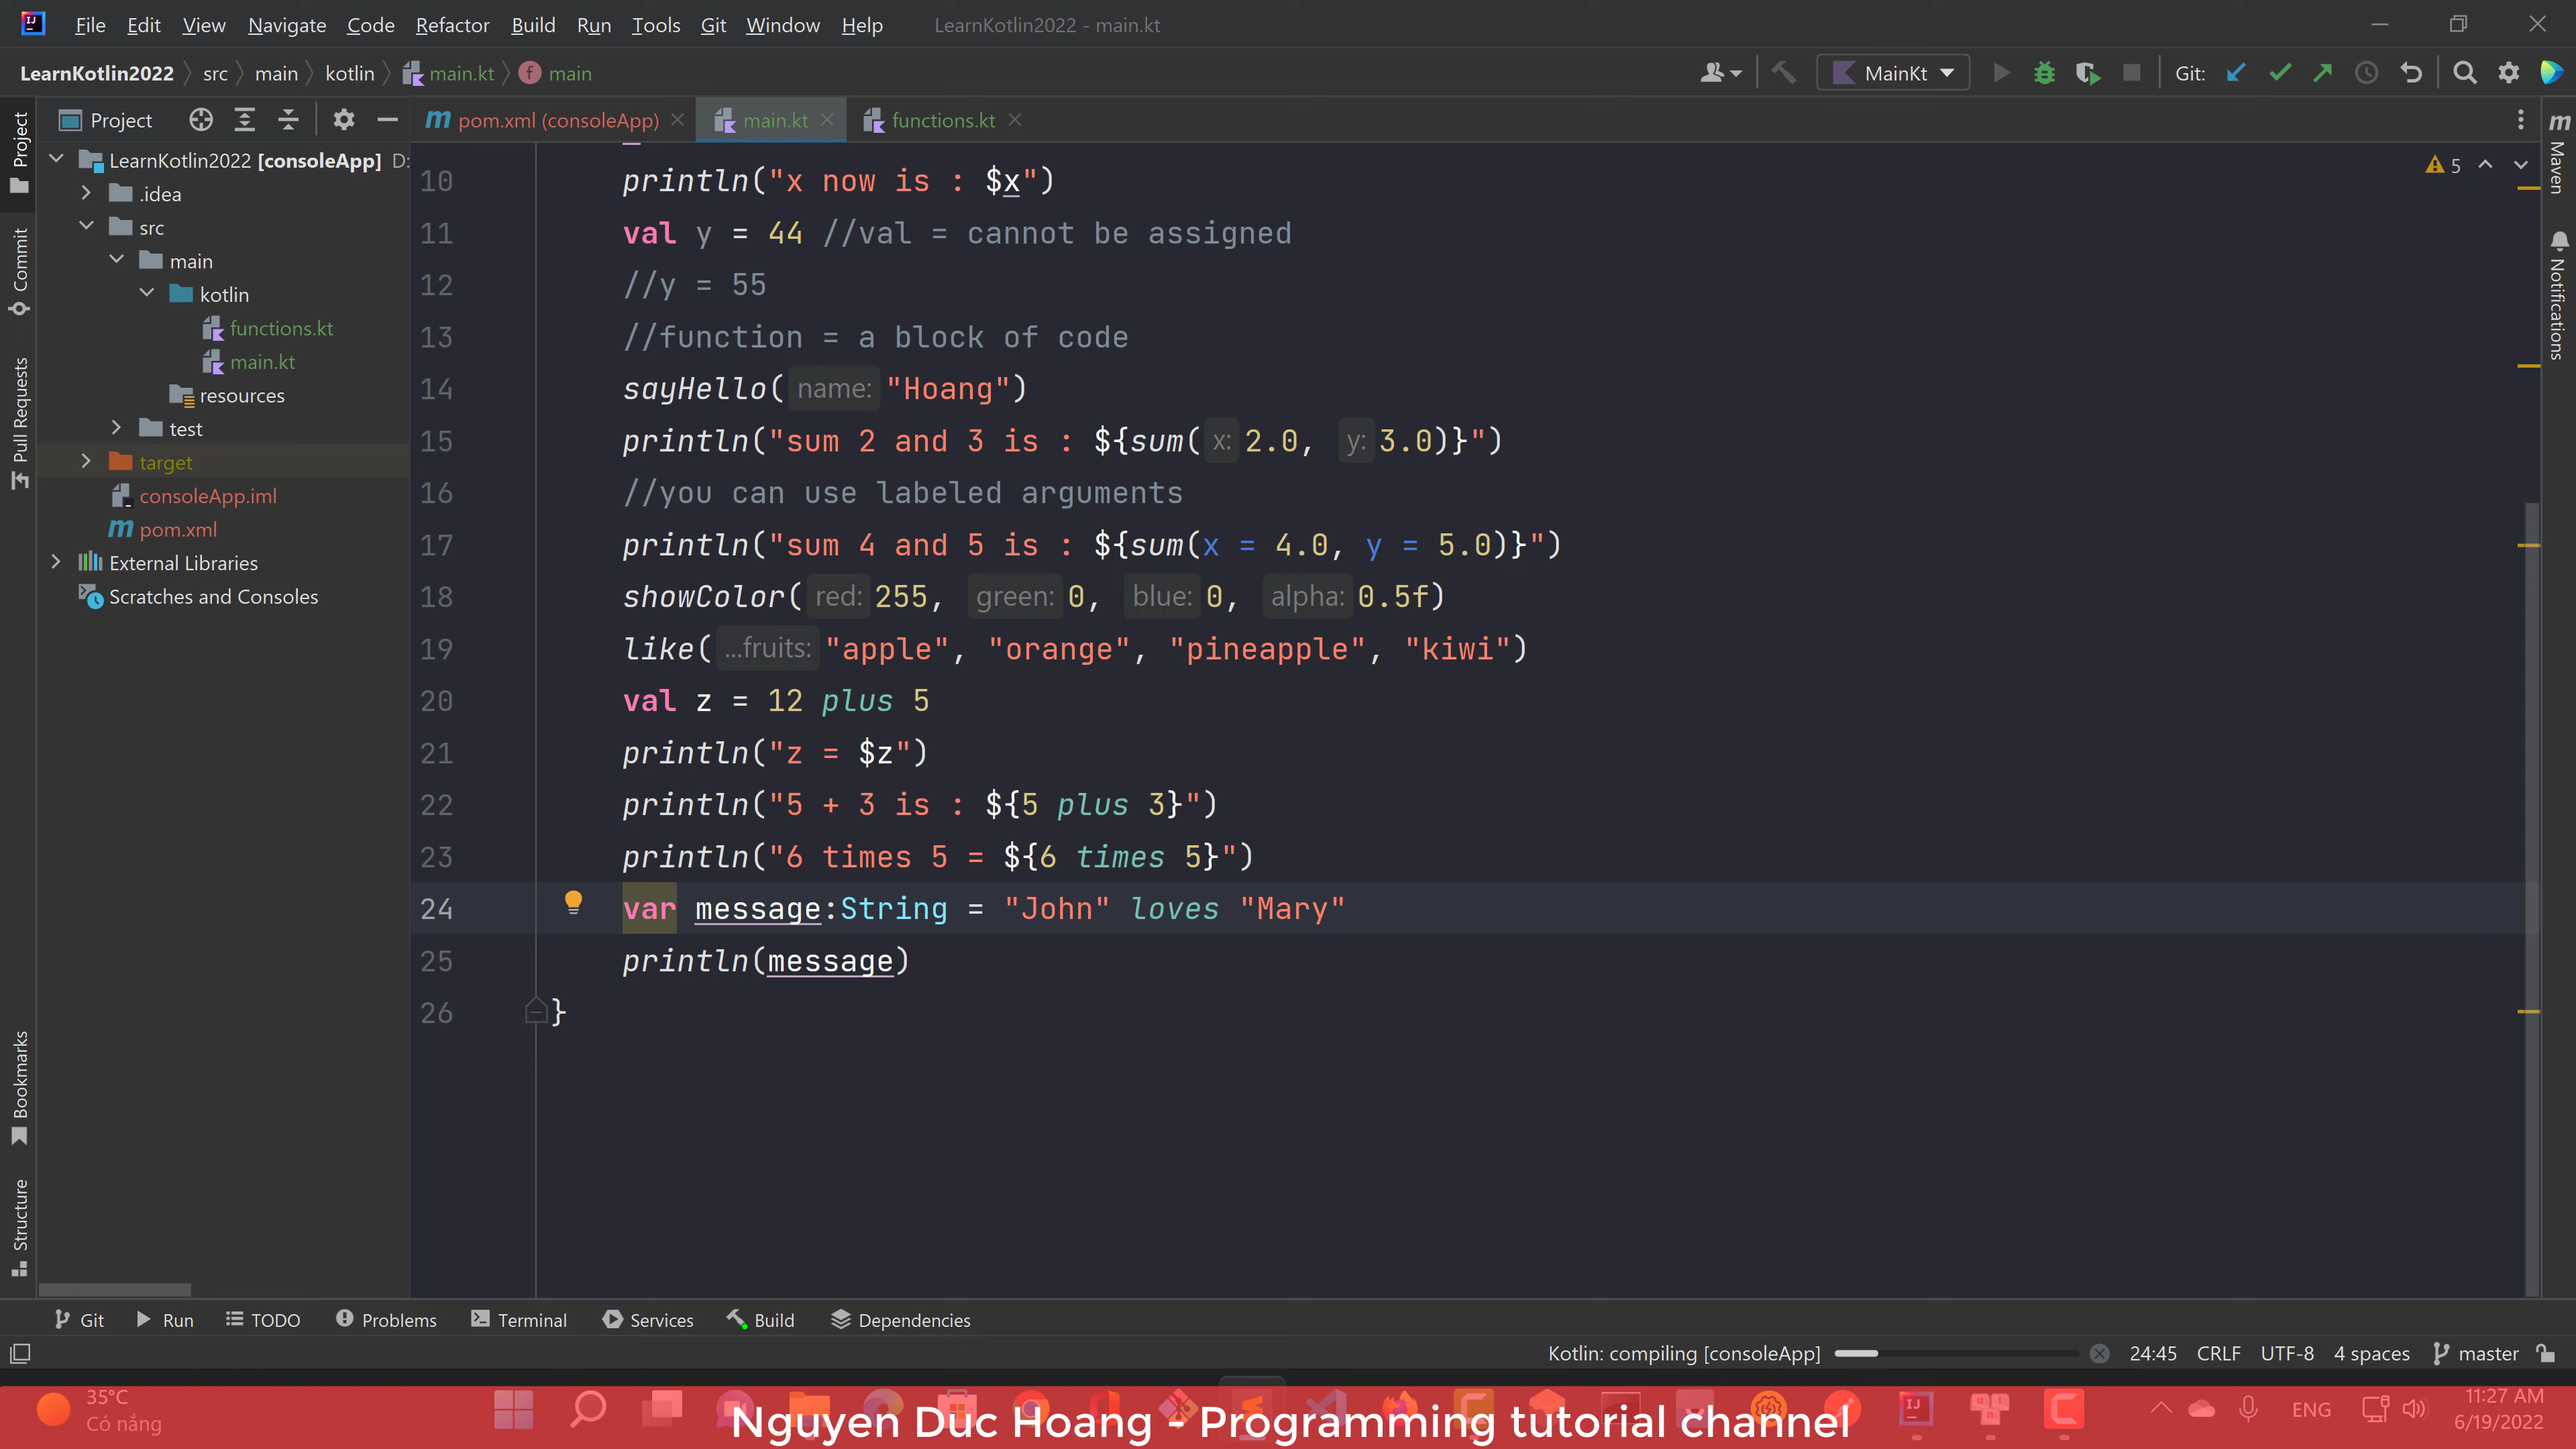 File Edit View Navigate Code Refactor Build Run Tools Git Window Help LearnKotlin2022 - main.kt
LearnKotlin2022 src main kotlin main.kt main MainKt Git:
Project pom.xml (consoleApp) main.kt functions.kt
LearnKotlin2022 [consoleApp] D:
.idea
src
main
kotlin
functions.kt
main.kt
resources
test
target
consoleApp.iml
pom.xml
External Libraries
Scratches and Consoles
Project
Commit
Pull Requests
Bookmarks
Structure
5
10 println("x now is : $x")
11 val y = 44 //val = cannot be assigned
12 //y = 55
13 //function = a block of code
14 sayHello( name: "Hoang")
15 println("sum 2 and 3 is : ${sum( x: 2.0, y: 3.0)}")
16 //you can use labeled arguments
17 println("sum 4 and 5 is : ${sum(x = 4.0, y = 5.0)}")
18 showColor( red: 255, green: 0, blue: 0, alpha: 0.5f)
19 like( ...fruits: "apple", "orange", "pineapple", "kiwi")
20 val z = 12 plus 5
21 println("z = $z")
22 println("5 + 3 is : ${5 plus 3}")
23 println("6 times 5 = ${6 times 5}")
24 var message:String = "John" loves "Mary"
25 println(message)
26 }
Maven
Notifications
Git Run TODO Problems Terminal Services Build Dependencies
Kotlin: compiling [consoleApp] 24:45 CRLF UTF-8 4 spaces master
35°C
Có nắng
Nguyen Duc Hoang - Programming tutorial channel
ENG
11:27 AM
6/19/2022